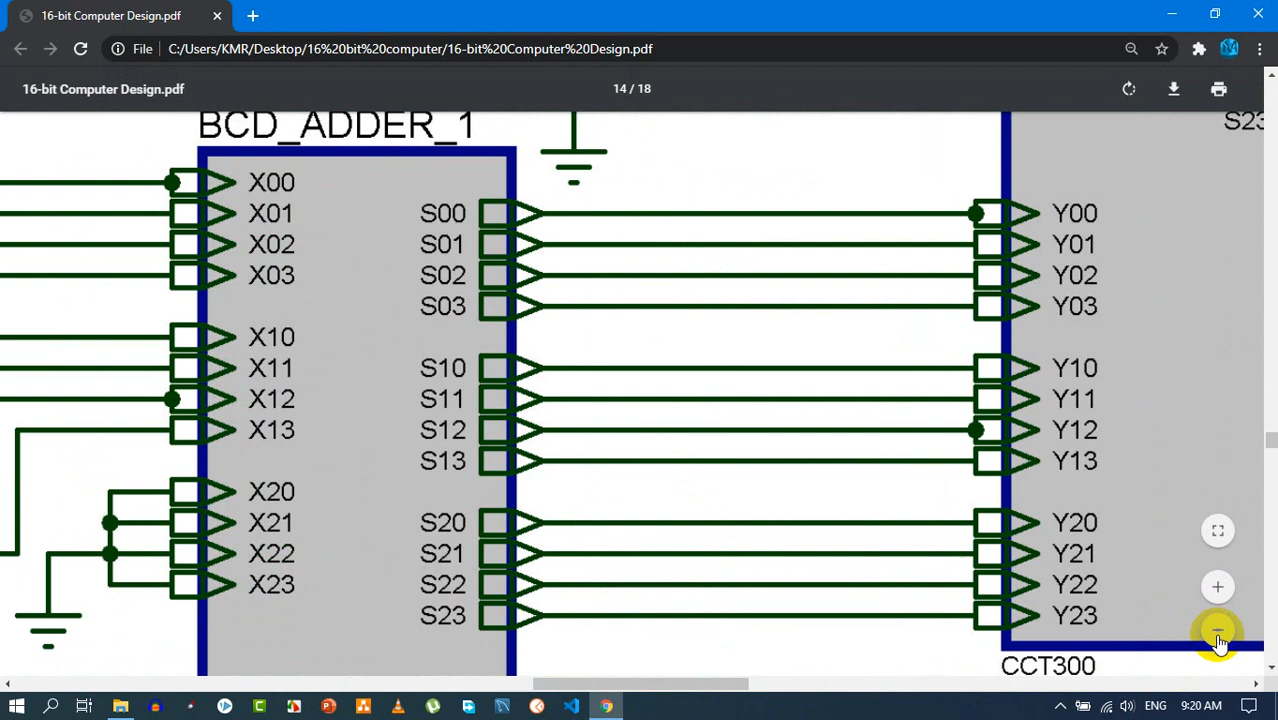 16-bit Computer Design.pdf
File C:/Users/KMR/Desktop/16%20bit%20computer/16-bit%20Computer%20Design.pdf
16-bit Computer Design.pdf
14 / 18
BCD_ADDER_1
S23
X00
X01
X02
X03
X10
X11
X12
X13
X20
X21
X22
X23
S00
S01
S02
S03
S10
S11
S12
S13
S20
S21
S22
S23
Y00
Y01
Y02
Y03
Y10
Y11
Y12
Y13
Y20
Y21
Y22
Y23
CCT300
ENG 9:20 AM